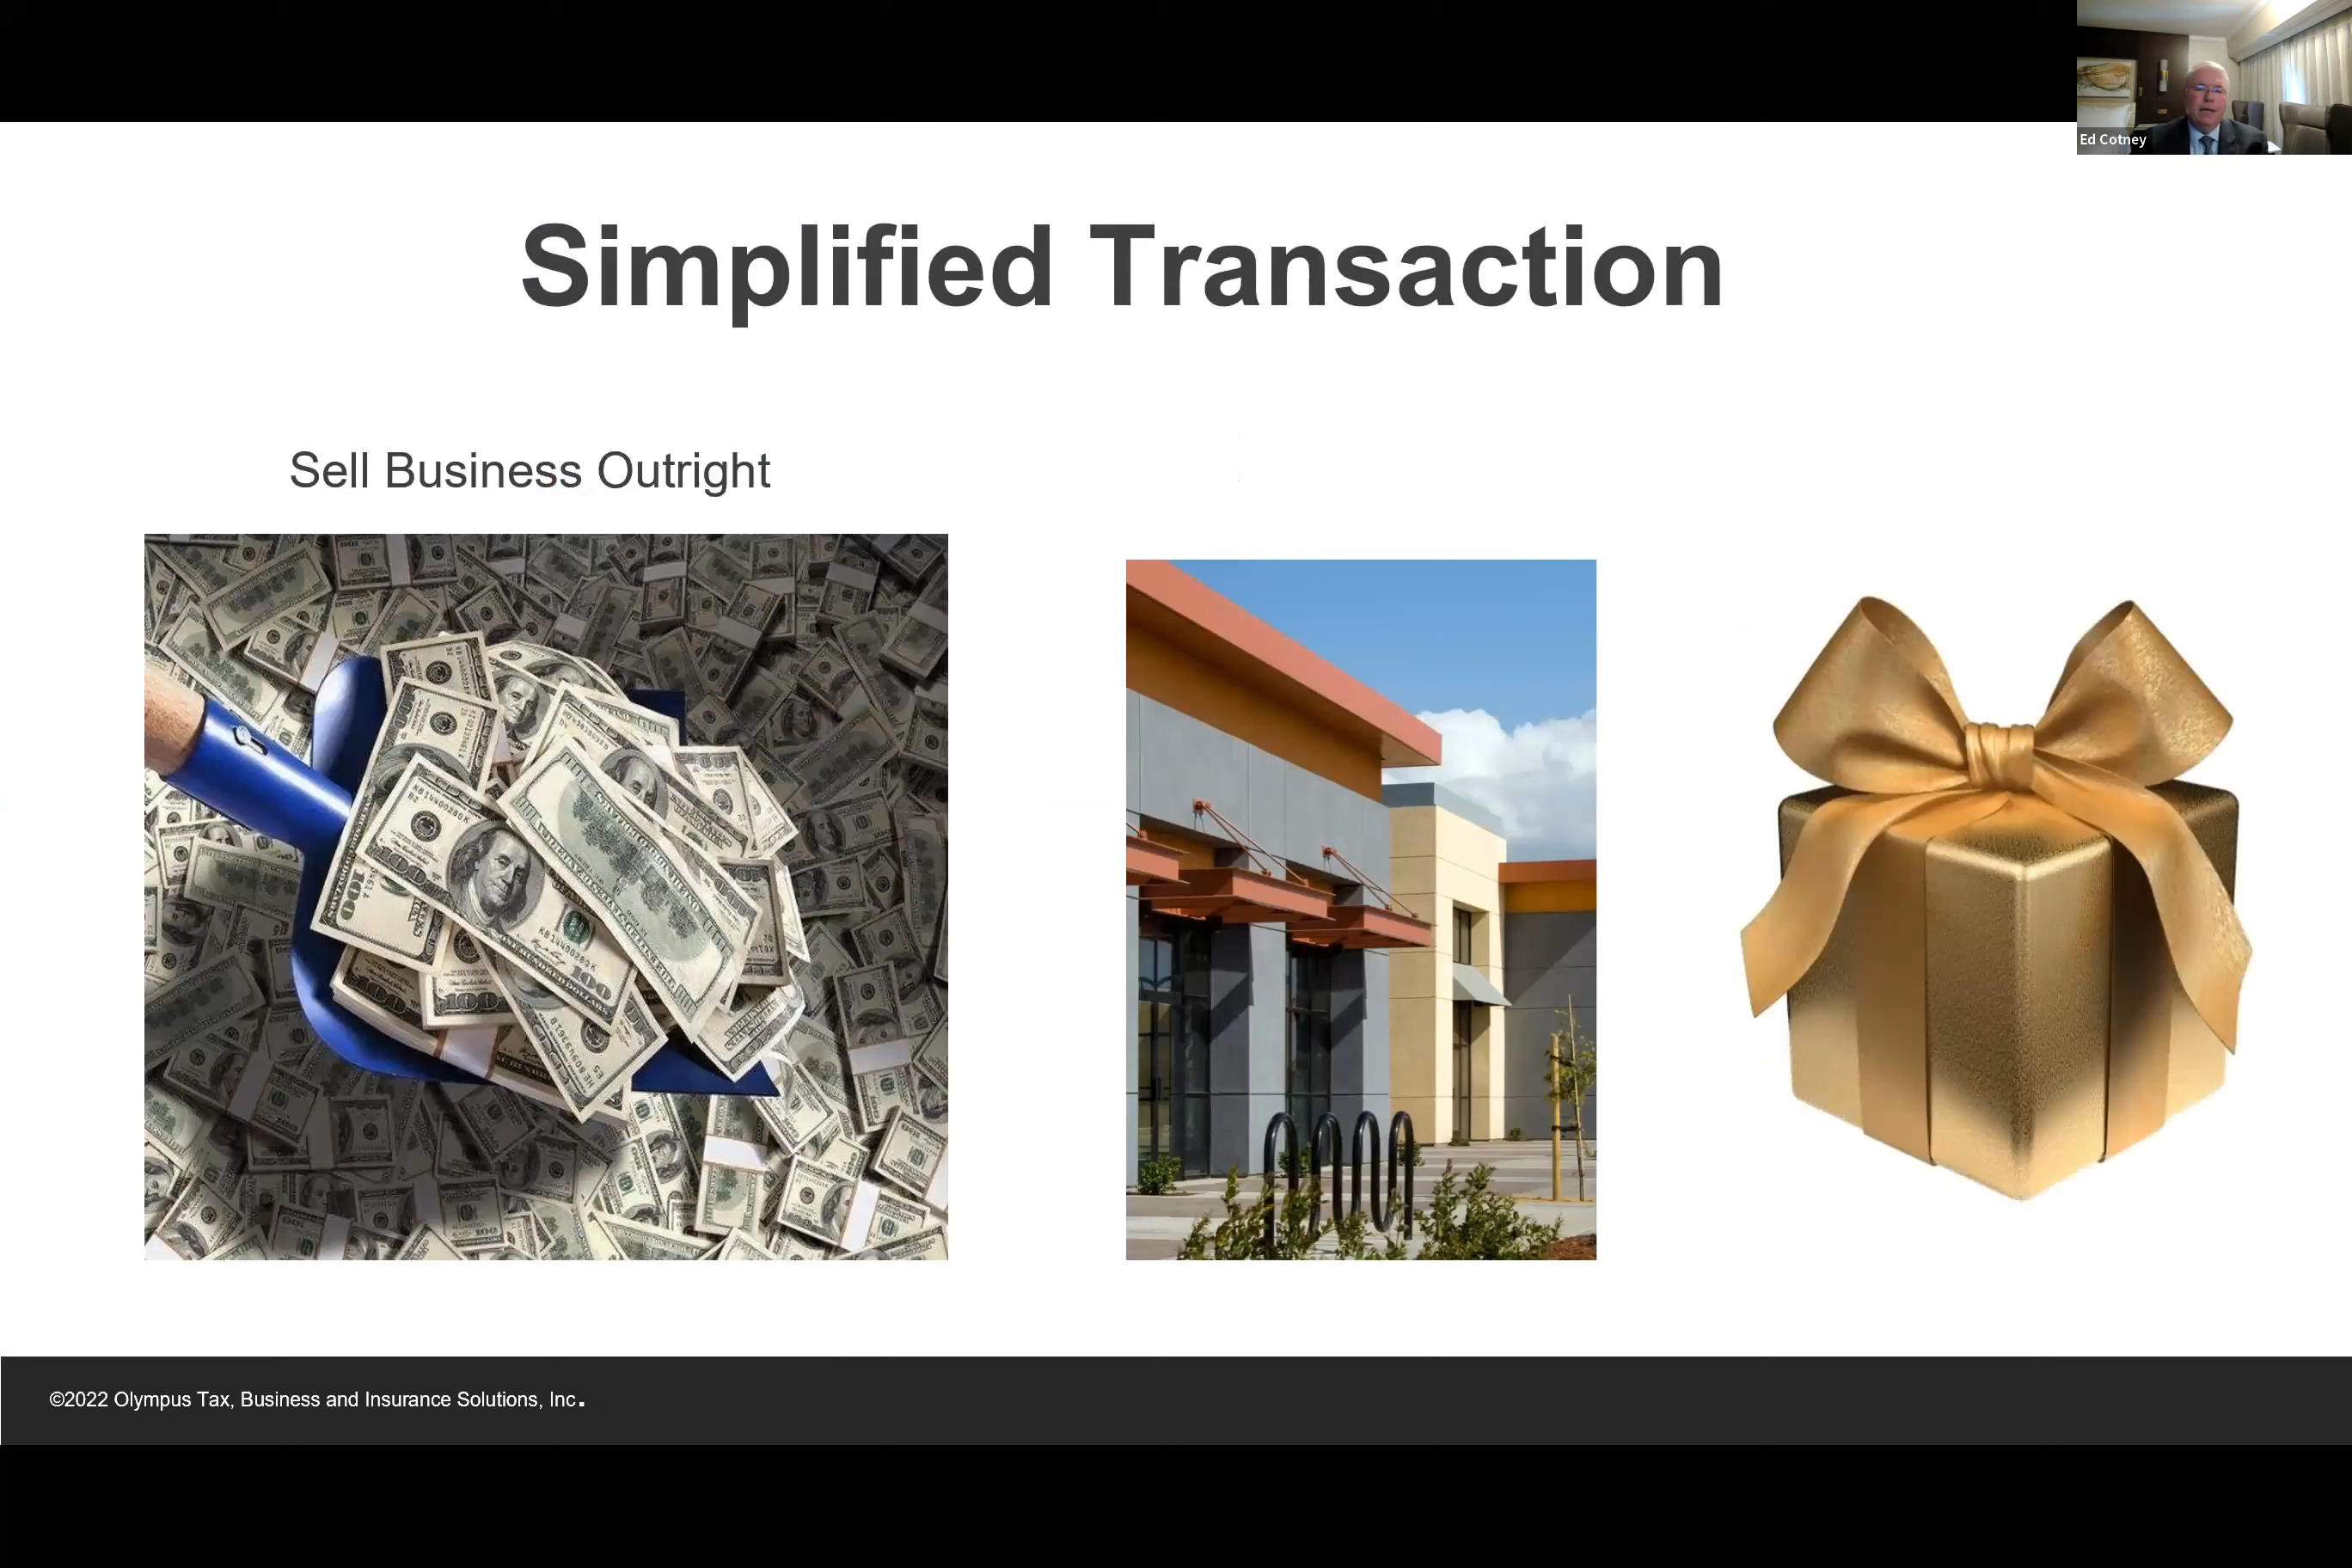 Ed Cotney
Simplified Transaction
Sell Business Outright
©2022 Olympus Tax, Business and Insurance Solutions, Inc.